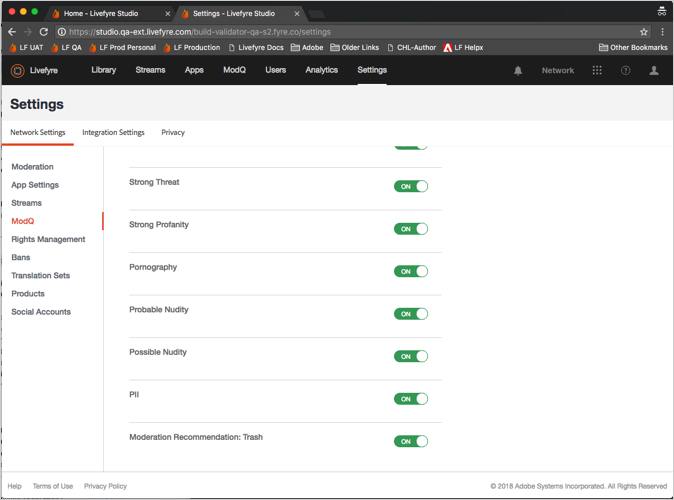 Home - Livefyre Studio
Settings - Livefyre Studio
https://studio.qa-ext.livefyre.com/build-validator-qa-s2.fyre.co/settings
LF UAT LF QA LF Prod Personal LF Production Livefyre Docs Adobe Older Links CHL-Author LF Helpx Other Bookmarks
Livefyre Library Streams Apps ModQ Users Analytics Settings Network
Settings
Network Settings Integration Settings Privacy
Moderation
App Settings
Streams
ModQ
Rights Management
Bans
Translation Sets
Products
Social Accounts
Strong Threat ON
Strong Profanity ON
Pornography ON
Probable Nudity ON
Possible Nudity ON
PII ON
Moderation Recommendation: Trash ON
Help Terms of Use Privacy Policy © 2018 Adobe Systems Incorporated. All Rights Reserved